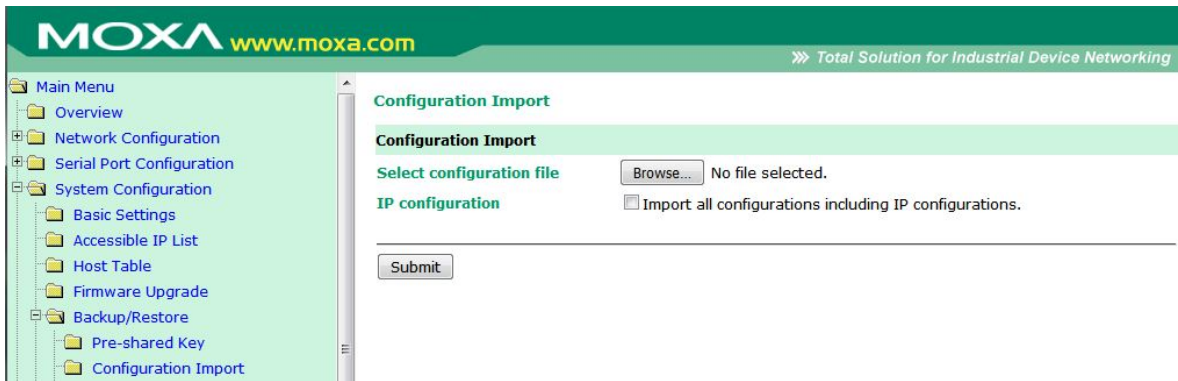 MOXA www.moxa.com
Total Solution for Industrial Device Networking
Main Menu
Overview
Network Configuration
Serial Port Configuration
System Configuration
Basic Settings
Accessible IP List
Host Table
Firmware Upgrade
Backup/Restore
Pre-shared Key
Configuration Import
Configuration Import
Configuration Import
Select configuration file Browse... No file selected.
IP configuration Import all configurations including IP configurations.
Submit